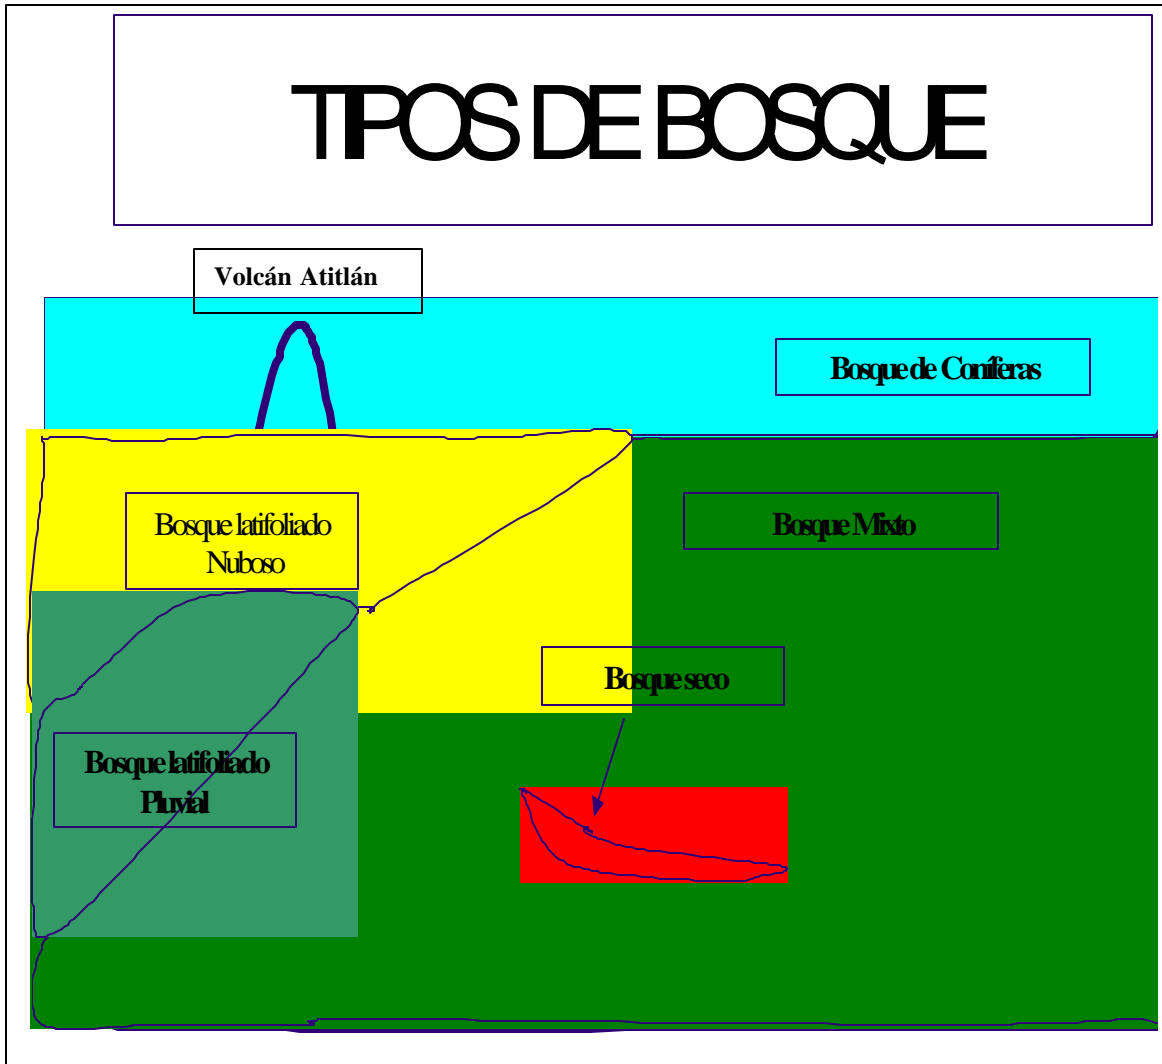 TIPOS DE BOSQUE
Volcán Atitlán
Bosque de Coníferas
Bosque latifoliado
Nuboso
Bosque Mixto
Bosque seco
Bosque latifoliado
Pluvial